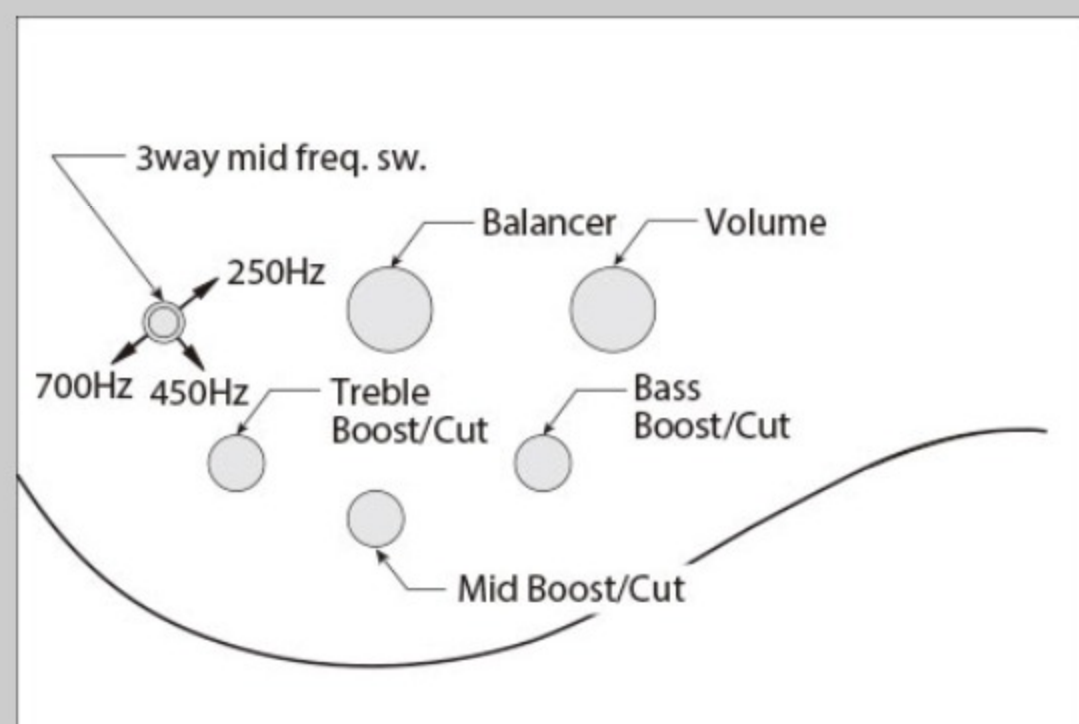 3way mid freq. sw.
Balancer
Volume
250Hz
700Hz
450Hz
Treble
Boost/Cut
Bass
Boost/Cut
Mid Boost/Cut